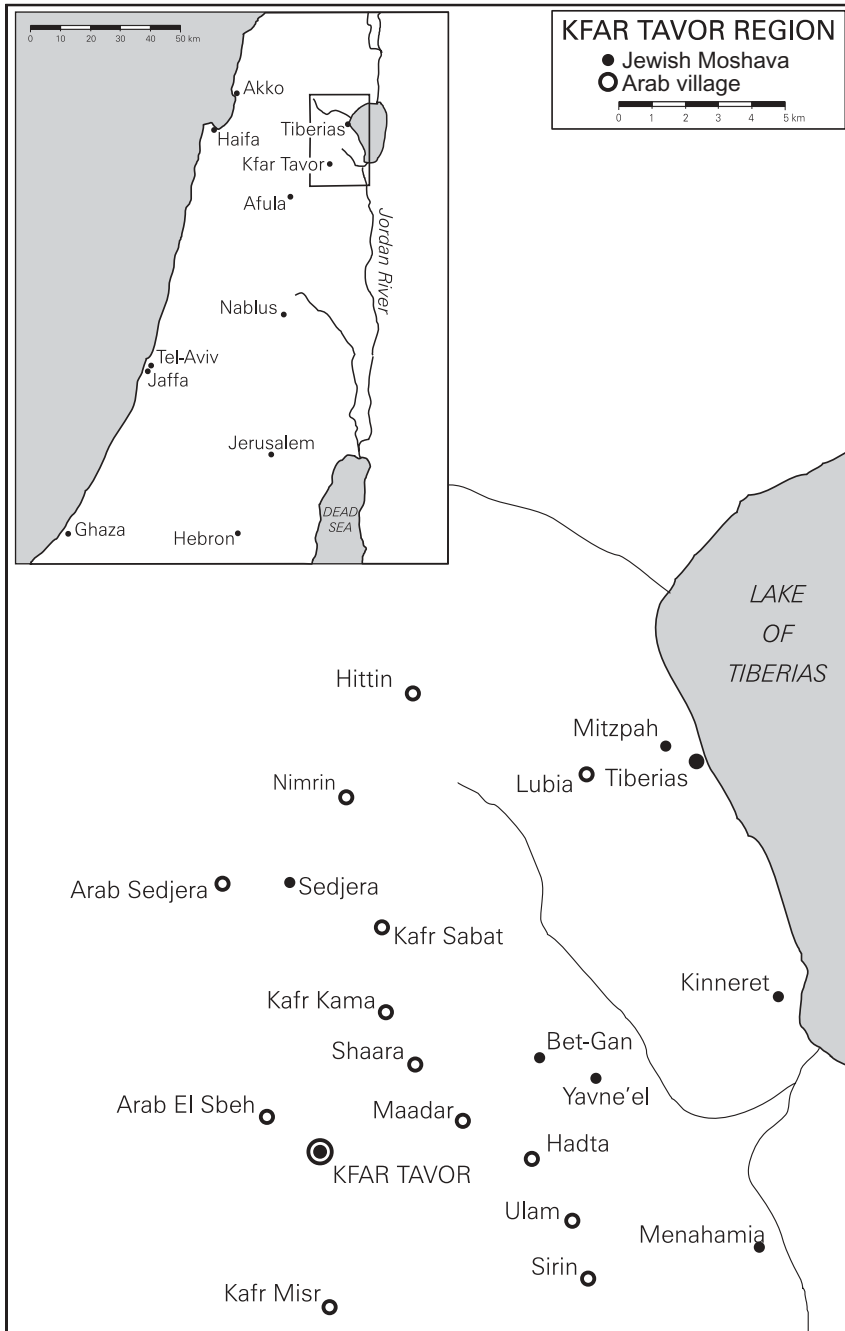 0 10 20 30 40 50 km
Akko
Haifa
Tiberias
Kfar Tavor
Afula
Jordan River
Nablus
Tel-Aviv
Jaffa
Jerusalem
DEAD
SEA
Ghaza
Hebron
KFAR TAVOR REGION
Jewish Moshava
Arab village
0 1 2 3 4 5 km
LAKE
OF
TIBERIAS
Hittin
Mitzpah
Nimrin
Lubia
Tiberias
Arab Sedjera
Sedjera
Kafr Sabat
Kinneret
Kafr Kama
Bet-Gan
Shaara
Yavne'el
Arab El Sbeh
Maadar
Hadta
KFAR TAVOR
Ulam
Menahamia
Sirin
Kafr Misr